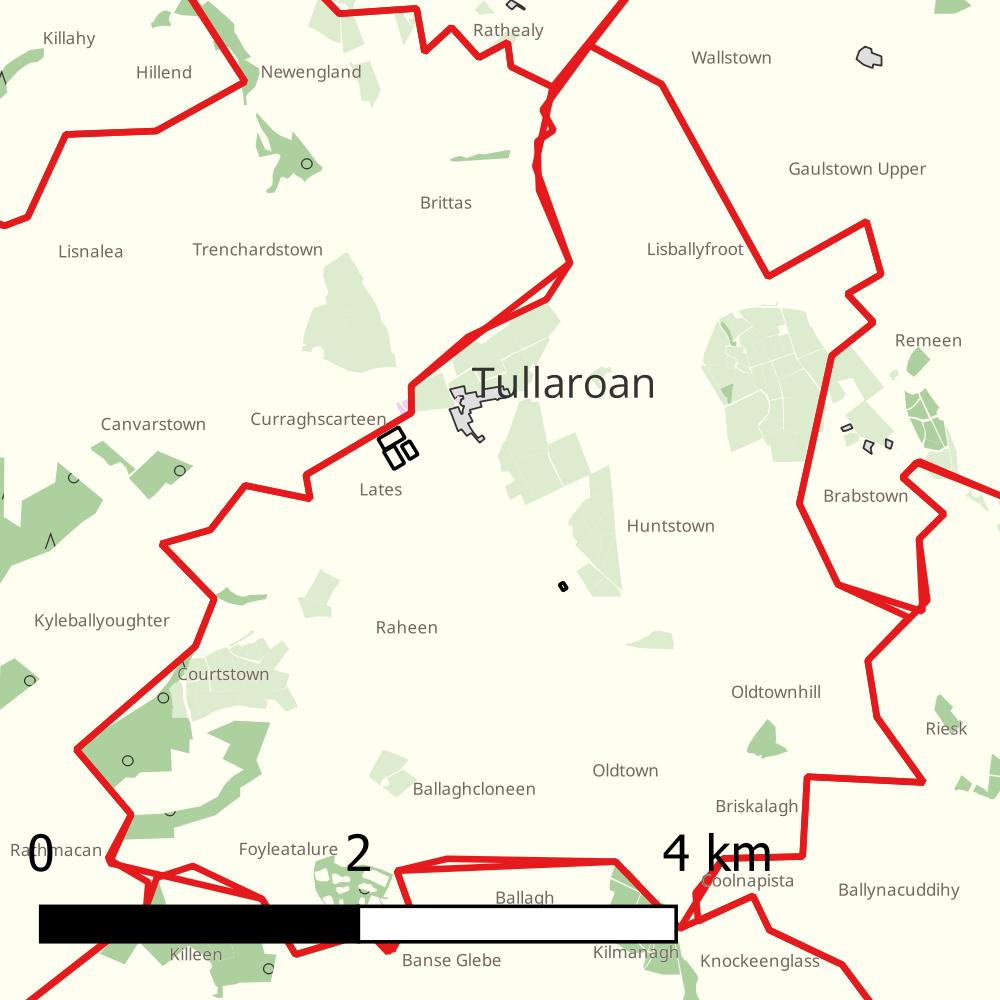 Rathealy
Killahy
Wallstown
Hillend
Newengland
Gaulstown Upper
Brittas
Lisnalea
Trenchardstown
Lisballyfroot
Remeen
Tullaroan
Curraghscarteen
Canvarstown
Lates
Brabstown
Huntstown
Kyleballyoughter
Raheen
Courtstown
Oldtownhill
Riesk
Oldtown
Ballaghcloneen
Briskalagh
Rathmacan
Foyleatalure
0 2 4 km
Coolnapista
Ballynacuddihy
Ballagh
Killeen
Kilmanagh
Banse Glebe
Knockeenglass